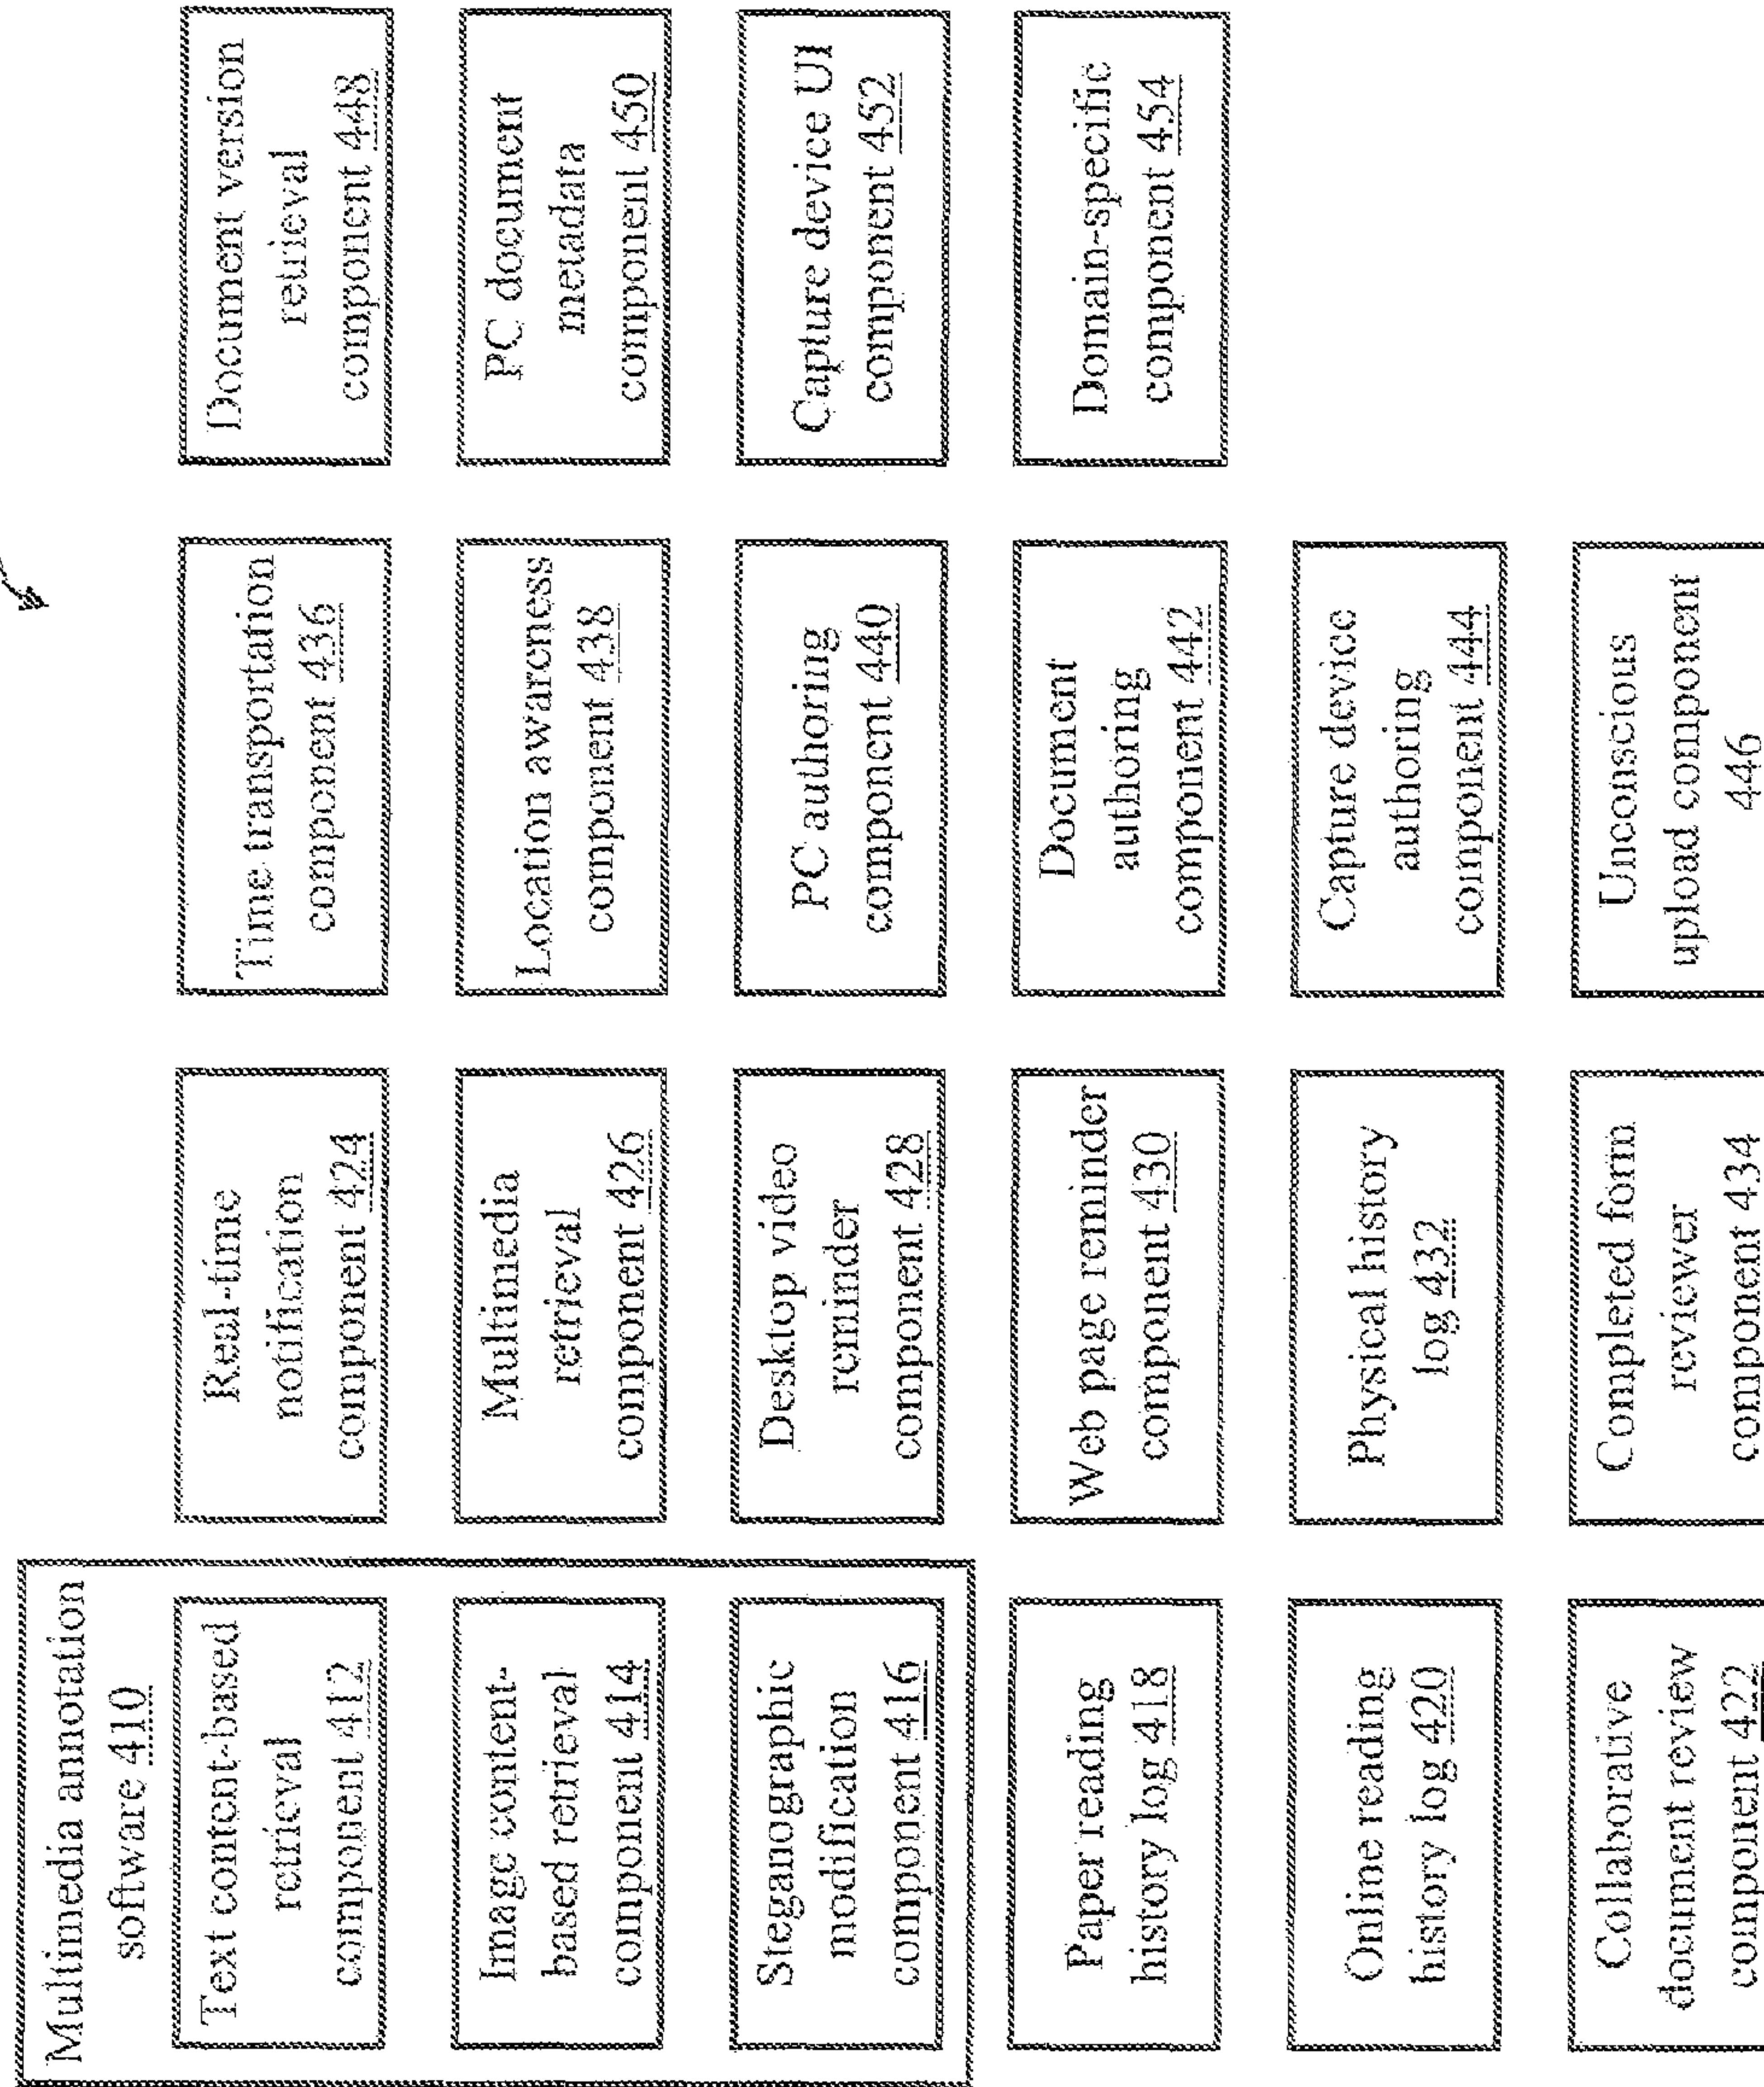 Multimedia annotation
software 410
Text content-based
retrieval
component 412
Image content-
based retrieval
component 414
Steganographic
modification
component 416
Paper reading
history log 418
Online reading
history log 420
Collaborative
document review
component 422
Real-time
notification
component 424
Multimedia
retrieval
component 426
Desktop video
reminder
component 428
Web page reminder
component 430
Physical history
log 432
Completed form
reviewer
component 434
Time transportation
component 436
Location awareness
component 438
PC authoring
component 440
Document
authoring
component 442
Capture device
authoring
component 444
Unconscious
upload component
446
Document version
retrieval
component 448
PC document
metadata
component 450
Capture device UI
component 452
Domain-specific
component 454